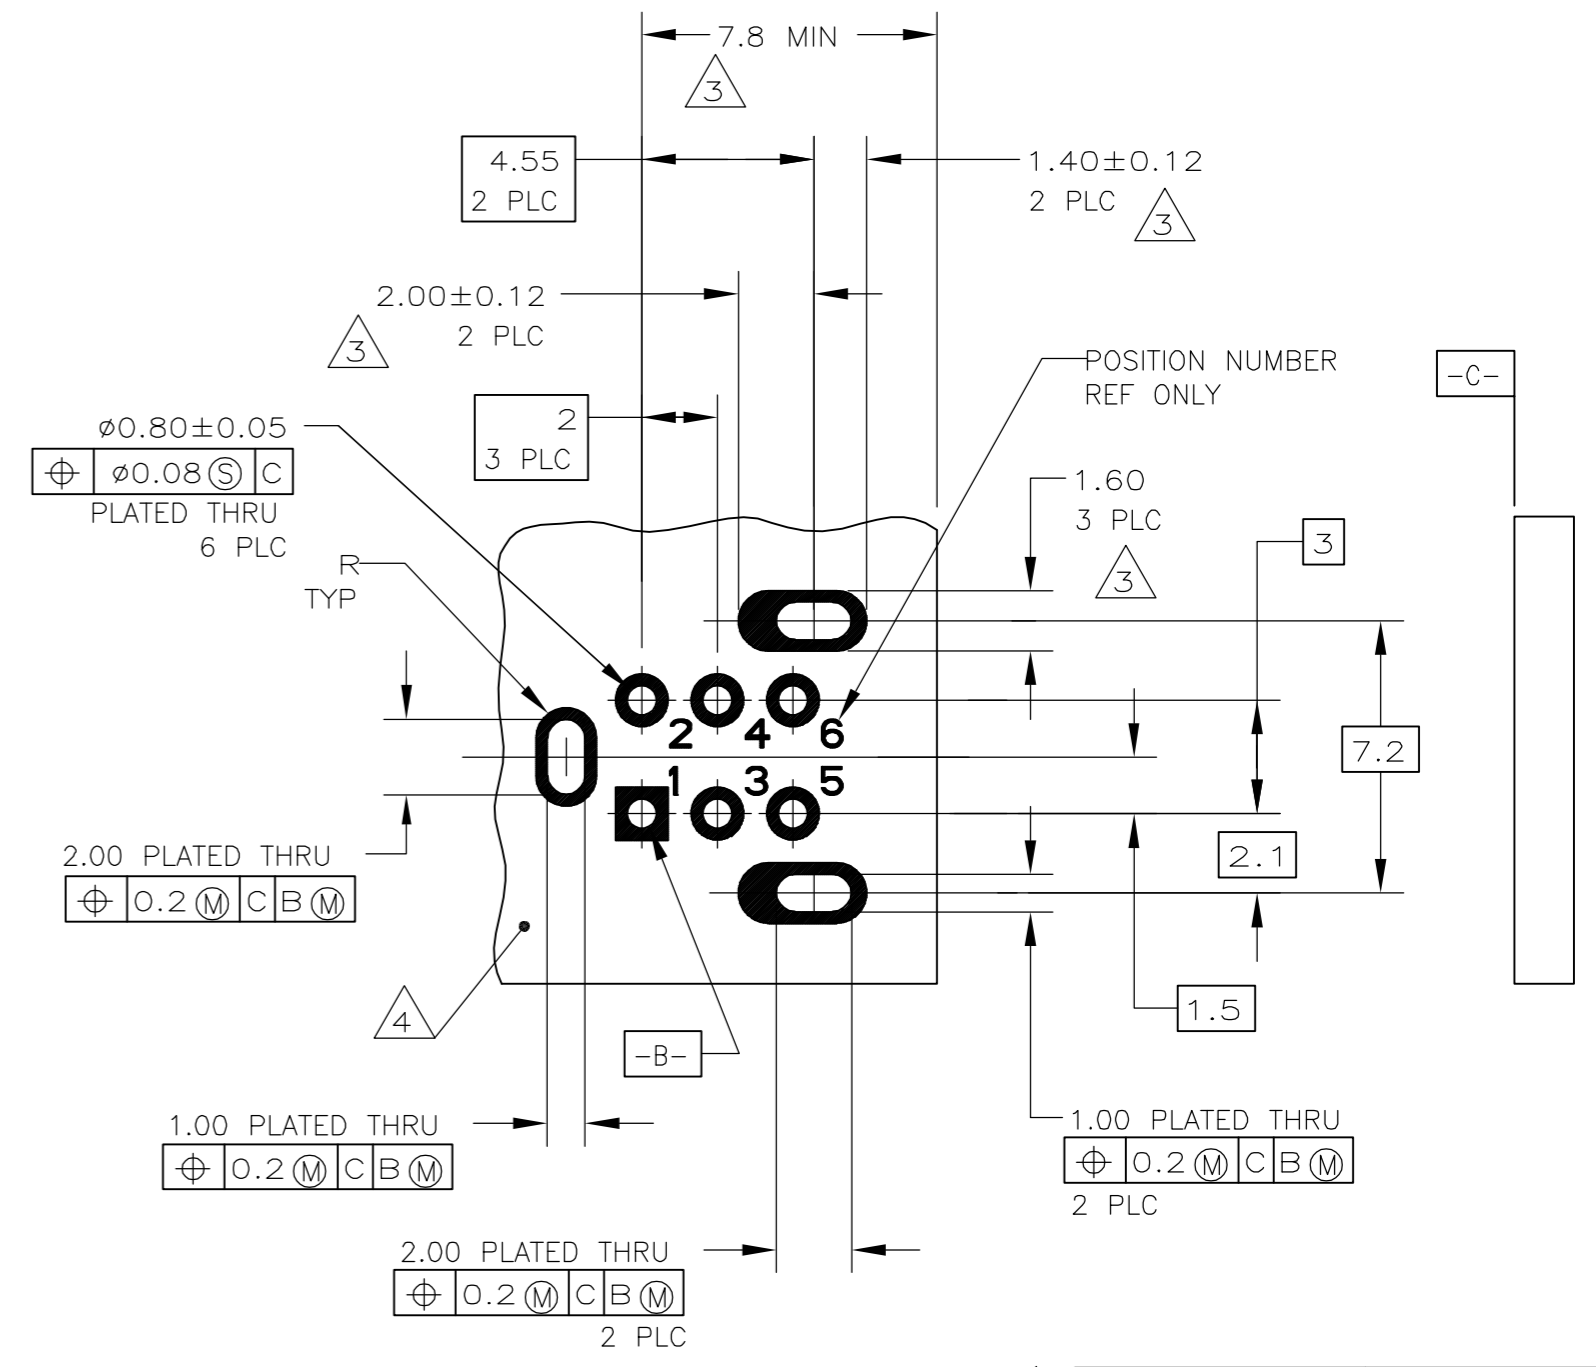 7.8 MIN
3
4.55
2 PLC
1.40±0.12
2 PLC
3
2.00±0.12
2 PLC
3
POSITION NUMBER
REF ONLY
-C-
2
3 PLC
⌀0.80±0.05
⌖ ⌀0.08 Ⓢ C
PLATED THRU
6 PLC
1.60
3 PLC
3
3
R
TYP
2 4 6
1 3 5
7.2
2.1
2.00 PLATED THRU
⌖ 0.2 Ⓜ C B Ⓜ
4
1.5
-B-
1.00 PLATED THRU
⌖ 0.2 Ⓜ C B Ⓜ
1.00 PLATED THRU
⌖ 0.2 Ⓜ C B Ⓜ
2 PLC
2.00 PLATED THRU
⌖ 0.2 Ⓜ C B Ⓜ
2 PLC